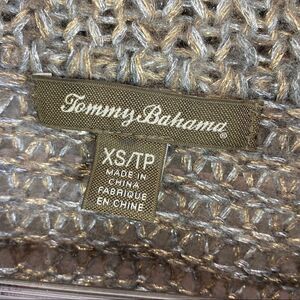 Tommy Bahama®
XS/TP
MADE IN
CHINA
FABRIQUE
EN CHINE